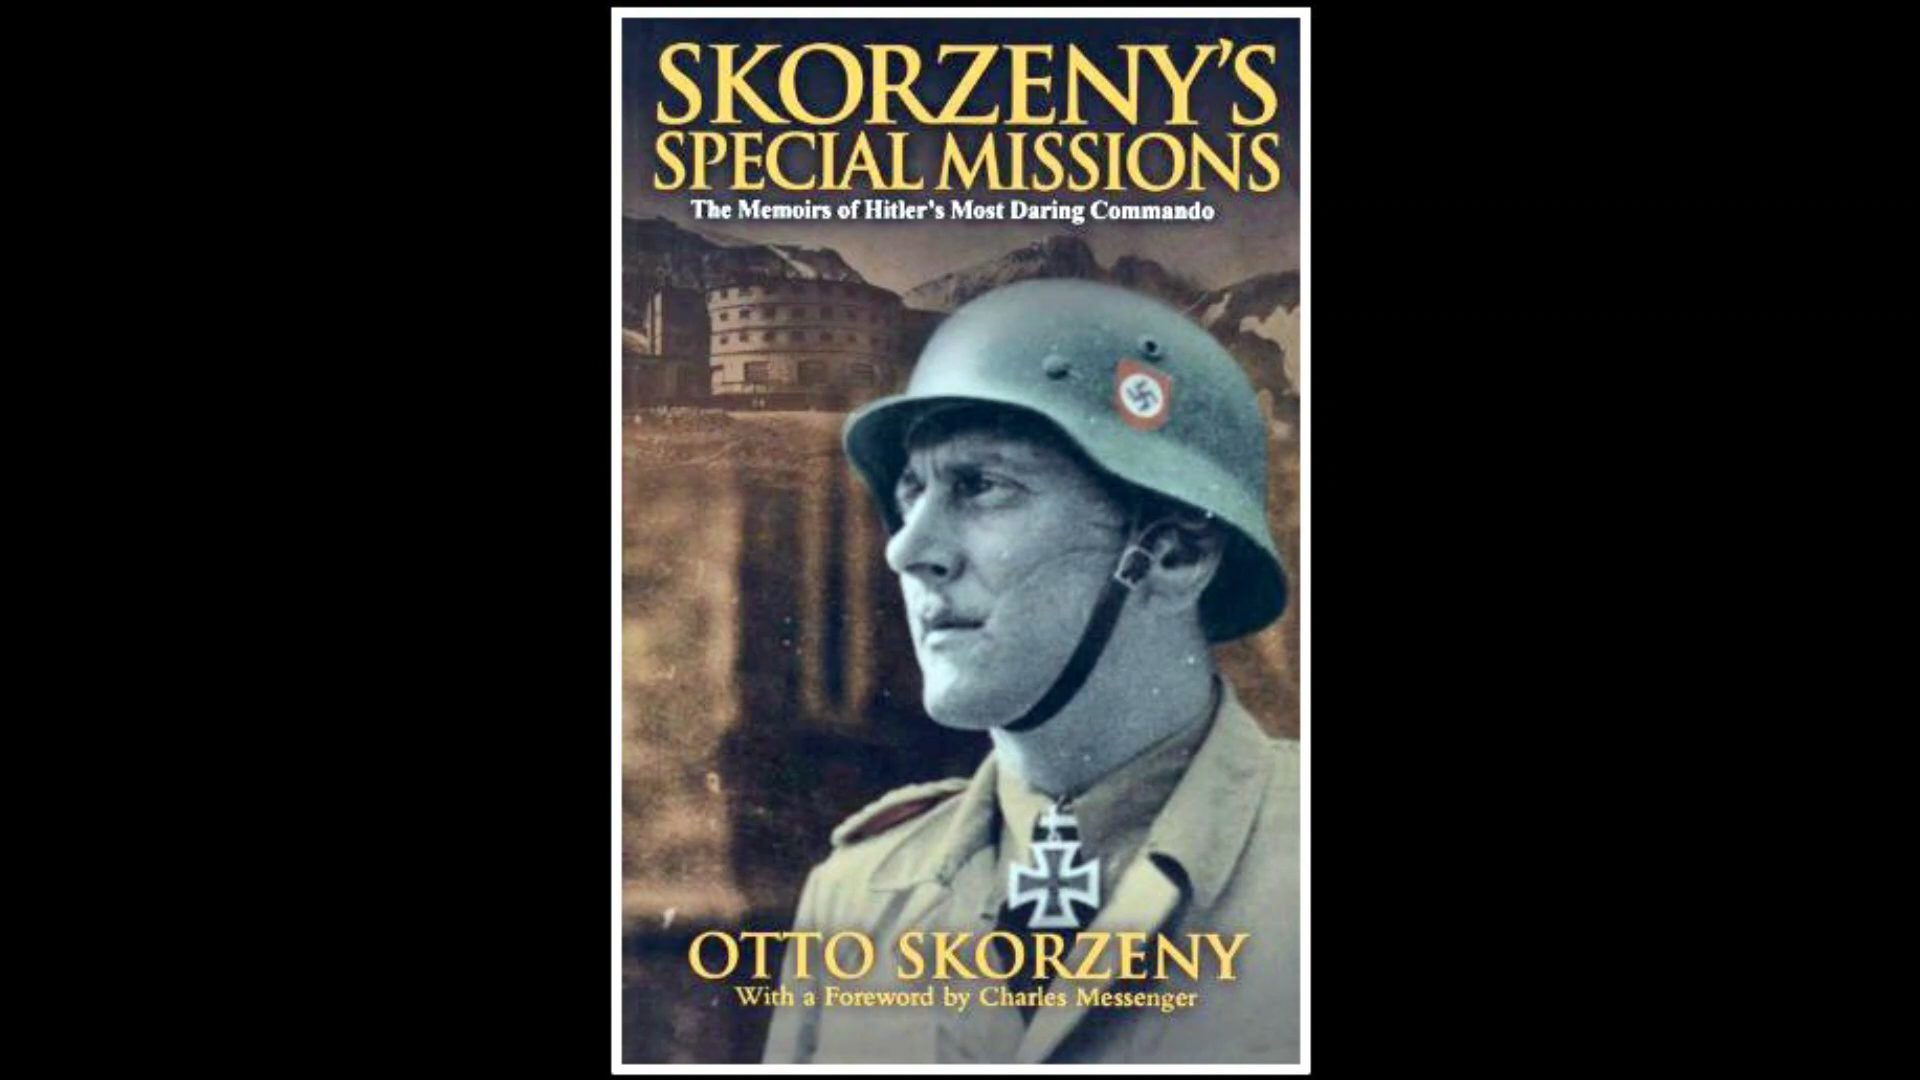 SKORZENY'S
SPECIAL MISSIONS
The Memoirs of Hitler's Most Daring Commando
OTTO SKORZENY
With a Foreword by Charles Messenger